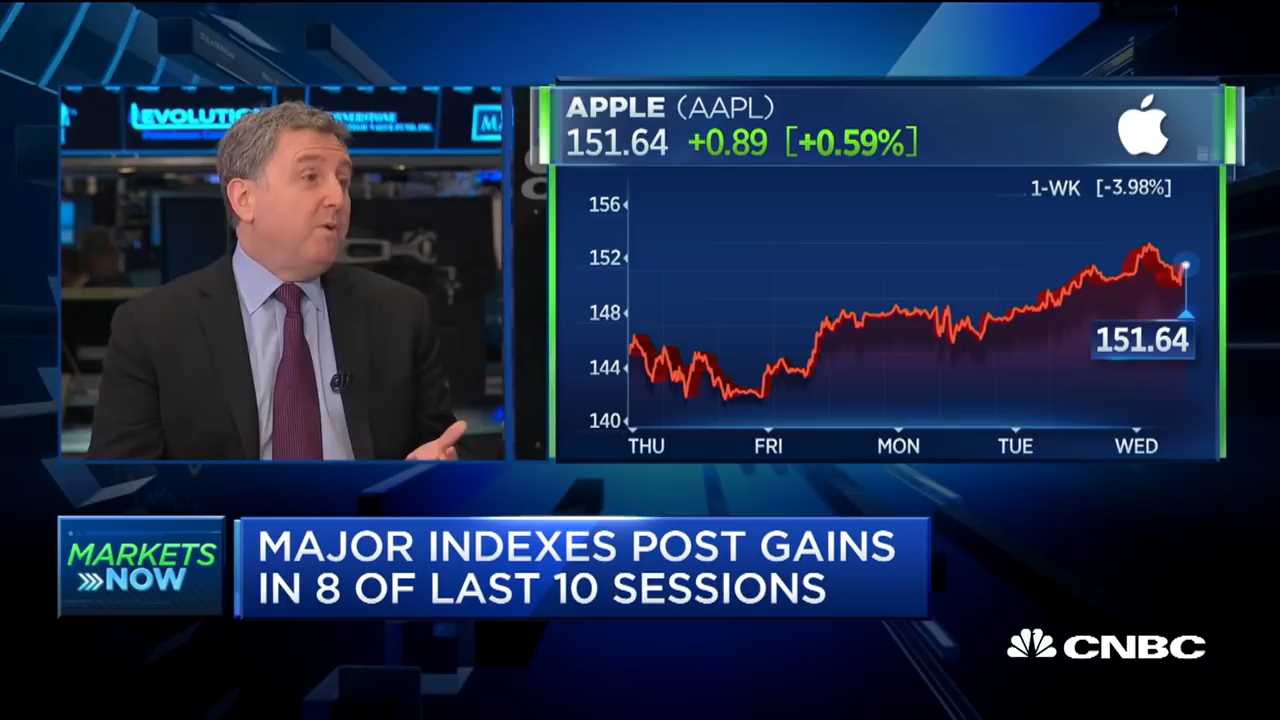 EVOLUTIO
APPLE (AAPL)
151.64 +0.89 [+0.59%]
1-WK [-3.98%]
156
152
148
144
140
151.64
THU FRI MON TUE WED
MARKETS
NOW
MAJOR INDEXES POST GAINS
IN 8 OF LAST 10 SESSIONS
CNBC